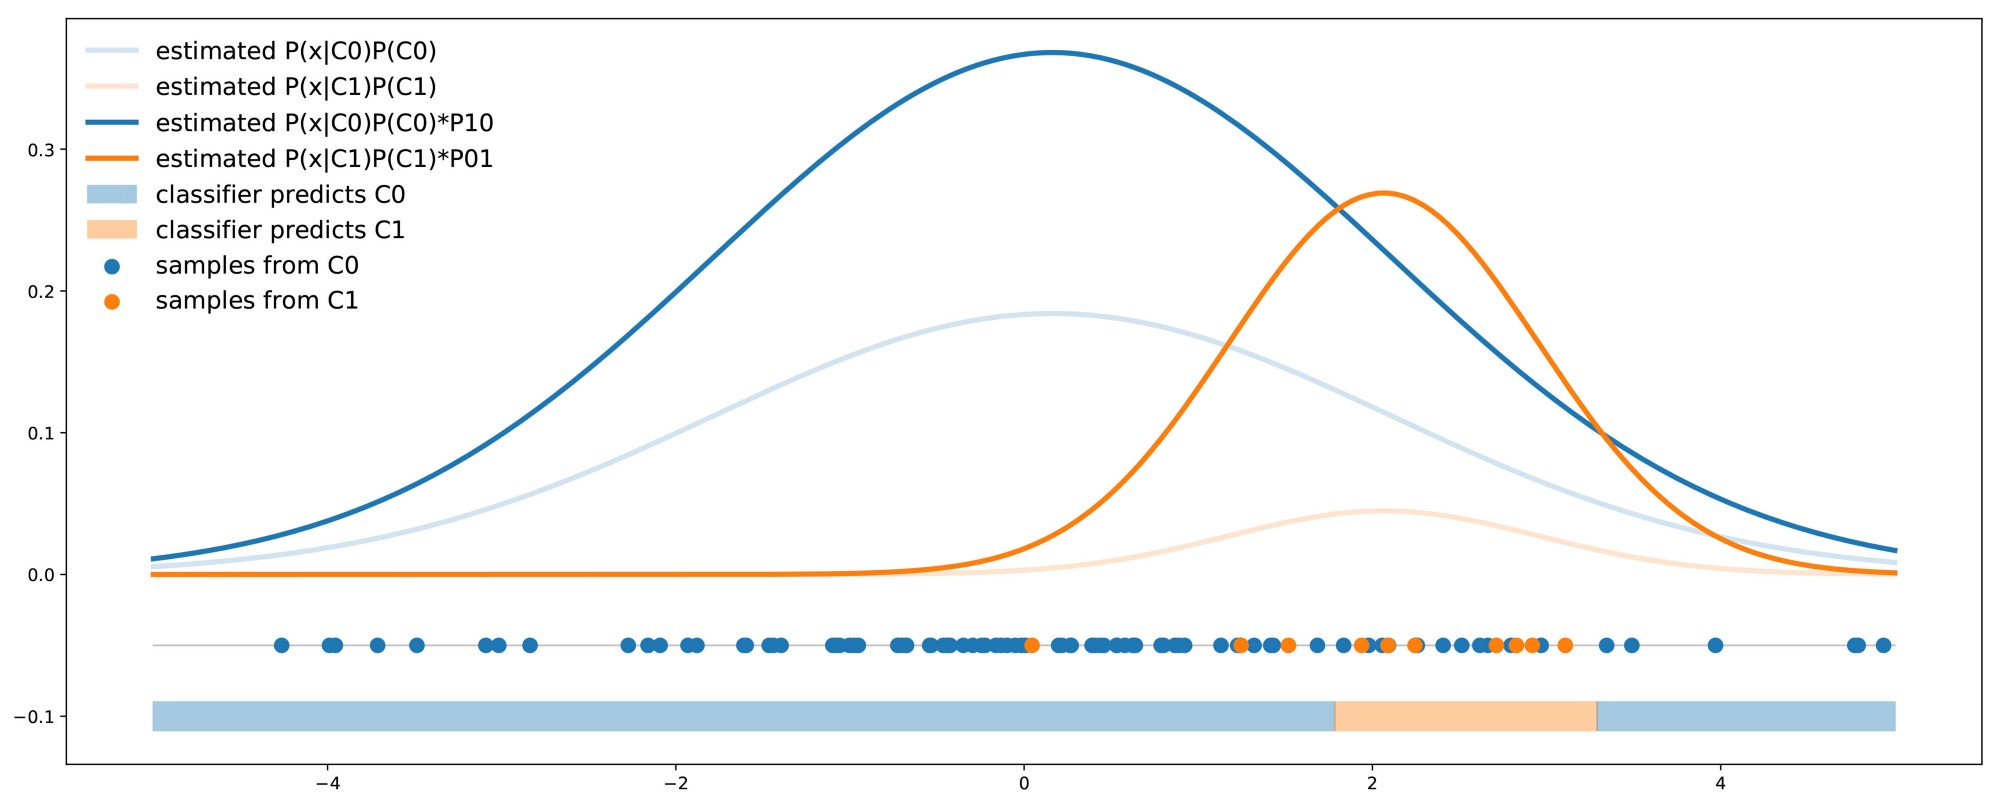 estimated P(x|C0)P(C0)
estimated P(x|C1)P(C1)
estimated P(x|C0)P(C0)*P10
estimated P(x|C1)P(C1)*P01
classifier predicts C0
classifier predicts C1
samples from C0
samples from C1
0.3
0.2
0.1
0.0
−0.1
−4
−2
0
2
4